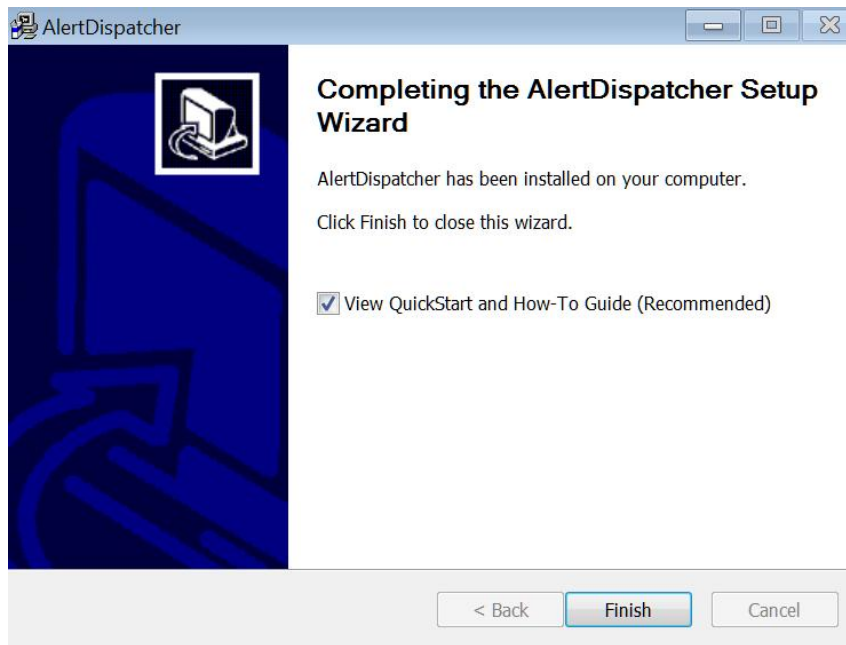 AlertDispatcher
Completing the AlertDispatcher Setup
Wizard
AlertDispatcher has been installed on your computer.
Click Finish to close this wizard.
View QuickStart and How-To Guide (Recommended)
< Back
Finish
Cancel